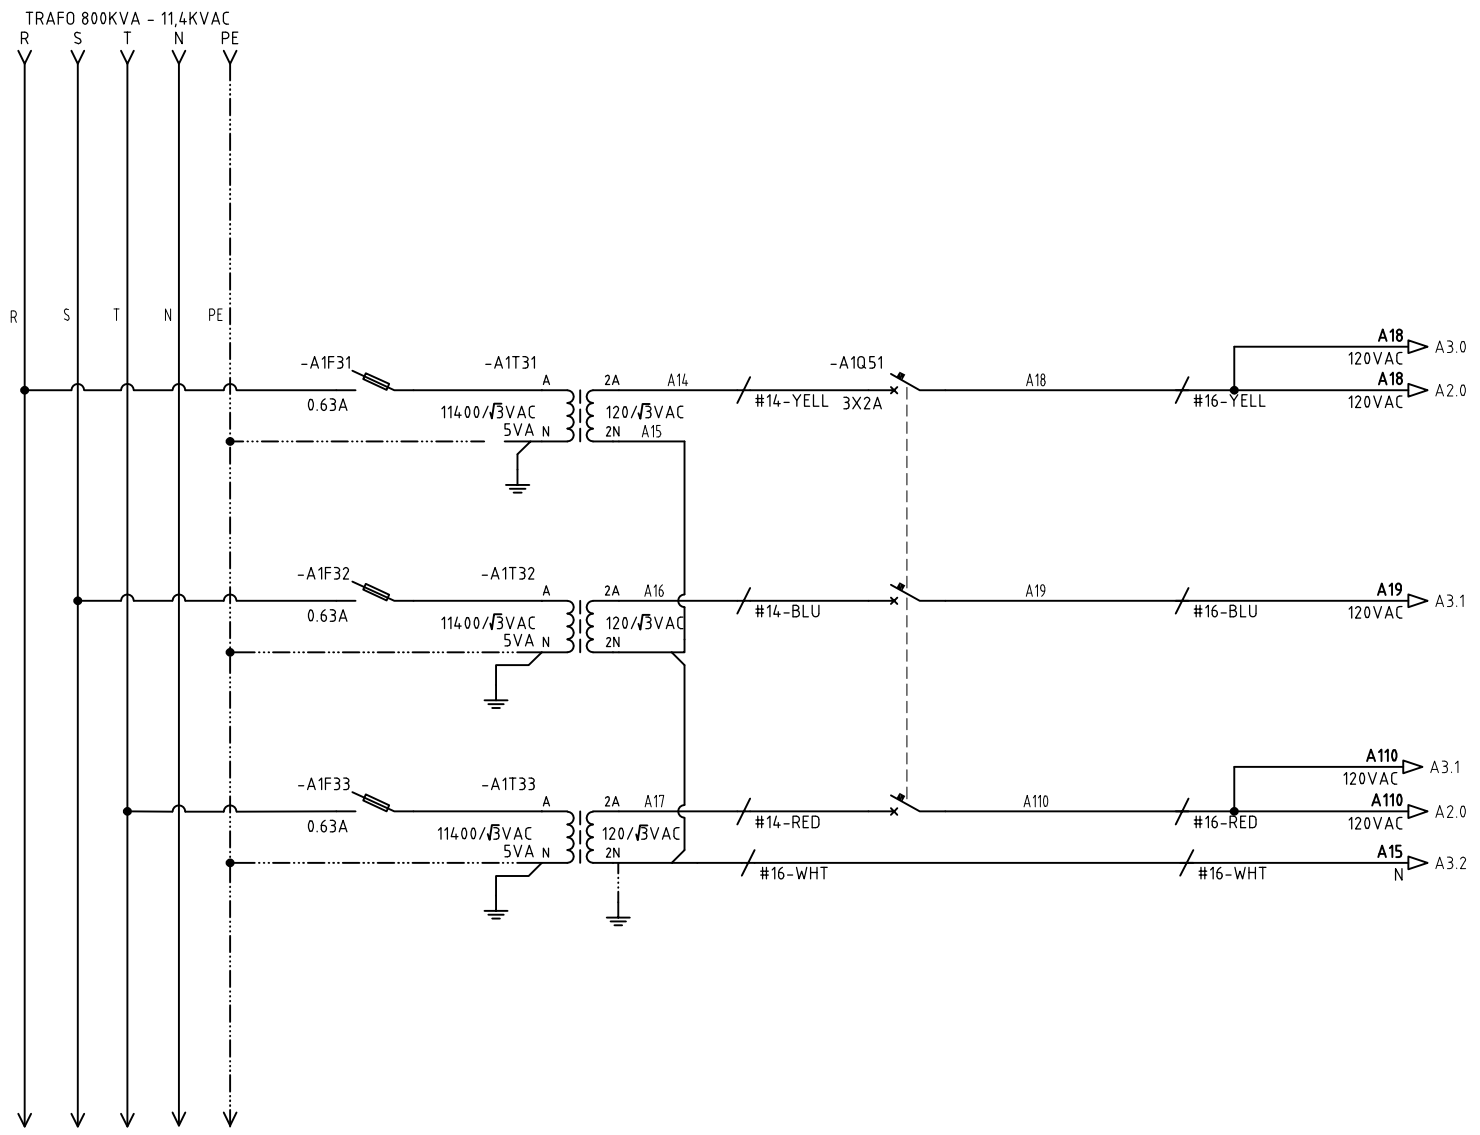 TRAFO 800KVA - 11,4KVAC
R S T N PE
R S T N PE
A18
-A1F31 -A1T31 -A1Q51 120VAC A3.0
A 2A A14 A18 A18 A2.0
0.63A 11400/√3VAC 120/√3VAC #14-YELL 3X2A #16-YELL 120VAC
5VA N 2N A15
-A1F32 -A1T32
A 2A A16 A19 A19 A3.1
0.63A 11400/√3VAC 120/√3VAC #14-BLU #16-BLU 120VAC
5VA N 2N
A110
-A1F33 -A1T33 120VAC A3.1
A 2A A17 A110 A110 A2.0
0.63A 11400/√3VAC 120/√3VAC #14-RED #16-RED 120VAC
5VA N 2N A15 A3.2
#16-WHT #16-WHT N